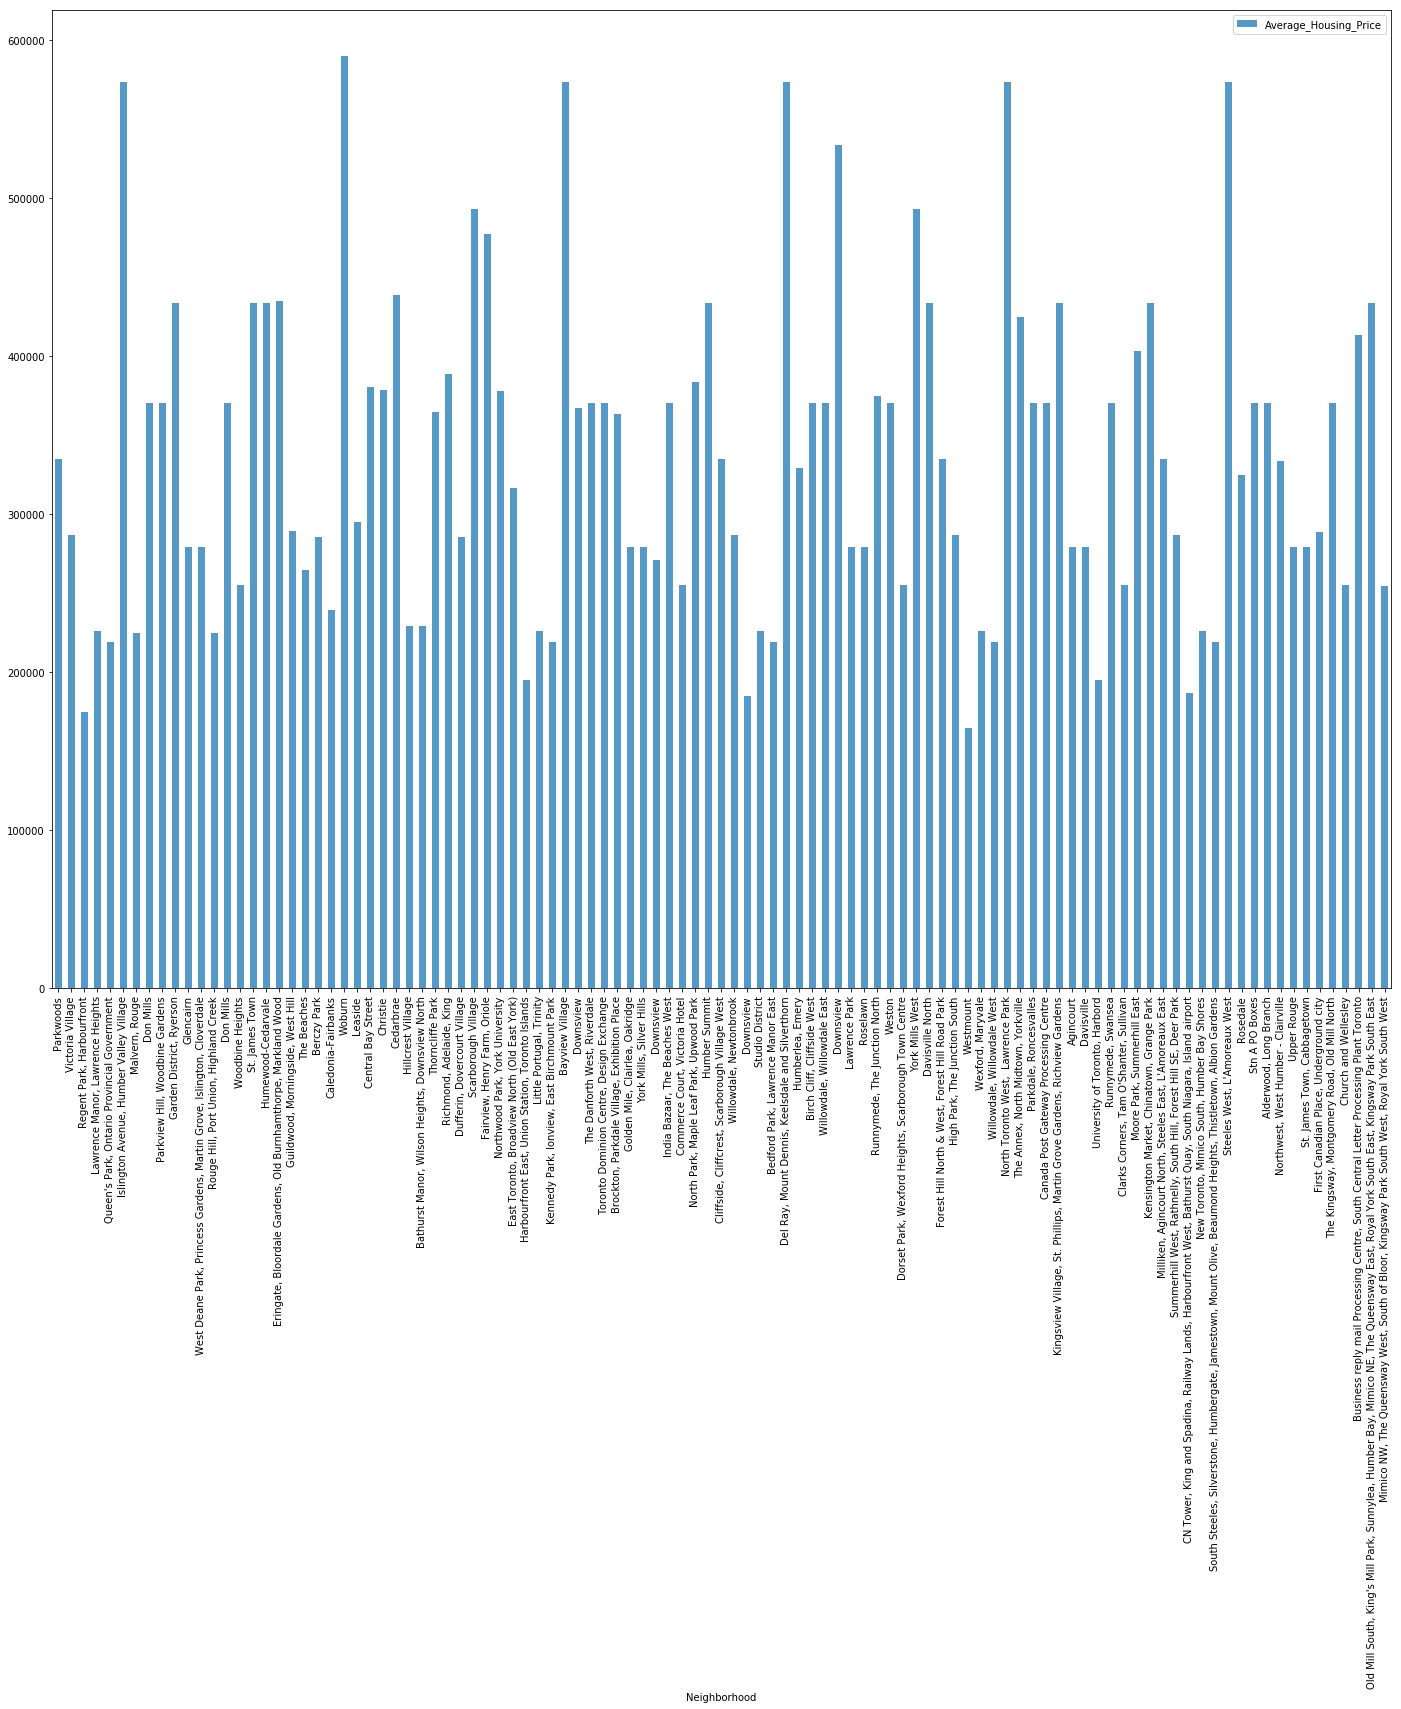 Average_Housing_Price
600000
500000
400000
300000
200000
100000
0
Parkwoods
Victoria Village
Regent Park, Harbourfront
Lawrence Manor, Lawrence Heights
Queen's Park, Ontario Provincial Government
Islington Avenue, Humber Valley Village
Malvern, Rouge
Don Mills
Parkview Hill, Woodbine Gardens
Garden District, Ryerson
Glencairn
West Deane Park, Princess Gardens, Martin Grove, Islington, Cloverdale
Rouge Hill, Port Union, Highland Creek
Don Mills
Woodbine Heights
St. James Town
Humewood-Cedarvale
Eringate, Bloordale Gardens, Old Burnhamthorpe, Markland Wood
Guildwood, Morningside, West Hill
The Beaches
Berczy Park
Caledonia-Fairbanks
Woburn
Leaside
Central Bay Street
Christie
Cedarbrae
Hillcrest Village
Bathurst Manor, Wilson Heights, Downsview North
Thorncliffe Park
Richmond, Adelaide, King
Dufferin, Dovercourt Village
Scarborough Village
Fairview, Henry Farm, Oriole
Northwood Park, York University
East Toronto, Broadview North (Old East York)
Harbourfront East, Union Station, Toronto Islands
Little Portugal, Trinity
Kennedy Park, Ionview, East Birchmount Park
Bayview Village
Downsview
The Danforth West, Riverdale
Toronto Dominion Centre, Design Exchange
Brockton, Parkdale Village, Exhibition Place
Golden Mile, Clairlea, Oakridge
York Mills, Silver Hills
Downsview
India Bazaar, The Beaches West
Commerce Court, Victoria Hotel
North Park, Maple Leaf Park, Upwood Park
Humber Summit
Cliffside, Cliffcrest, Scarborough Village West
Willowdale, Newtonbrook
Downsview
Studio District
Bedford Park, Lawrence Manor East
Del Ray, Mount Dennis, Keelsdale and Silverthorn
Humberlea, Emery
Birch Cliff, Cliffside West
Willowdale, Willowdale East
Downsview
Lawrence Park
Roselawn
Runnymede, The Junction North
Weston
Dorset Park, Wexford Heights, Scarborough Town Centre
York Mills West
Davisville North
Forest Hill North & West, Forest Hill Road Park
High Park, The Junction South
Westmount
Wexford, Maryvale
Willowdale, Willowdale West
North Toronto West,  Lawrence Park
The Annex, North Midtown, Yorkville
Parkdale, Roncesvalles
Canada Post Gateway Processing Centre
Kingsview Village, St. Phillips, Martin Grove Gardens, Richview Gardens
Agincourt
Davisville
University of Toronto, Harbord
Runnymede, Swansea
Clarks Corners, Tam O'Shanter, Sullivan
Moore Park, Summerhill East
Kensington Market, Chinatown, Grange Park
Milliken, Agincourt North, Steeles East, L'Amoreaux East
Summerhill West, Rathnelly, South Hill, Forest Hill SE, Deer Park
CN Tower, King and Spadina, Railway Lands, Harbourfront West, Bathurst Quay, South Niagara, Island airport
New Toronto, Mimico South, Humber Bay Shores
South Steeles, Silverstone, Humbergate, Jamestown, Mount Olive, Beaumond Heights, Thistletown, Albion Gardens
Steeles West, L'Amoreaux West
Rosedale
Stn A PO Boxes
Alderwood, Long Branch
Northwest, West Humber - Clairville
Upper Rouge
St. James Town, Cabbagetown
First Canadian Place, Underground city
The Kingsway, Montgomery Road, Old Mill North
Church and Wellesley
Business reply mail Processing Centre, South Central Letter Processing Plant Toronto
Old Mill South, King's Mill Park, Sunnylea, Humber Bay, Mimico NE, The Queensway East, Royal York South East, Kingsway Park South East
Mimico NW, The Queensway West, South of Bloor, Kingsway Park South West, Royal York South West
Neighborhood